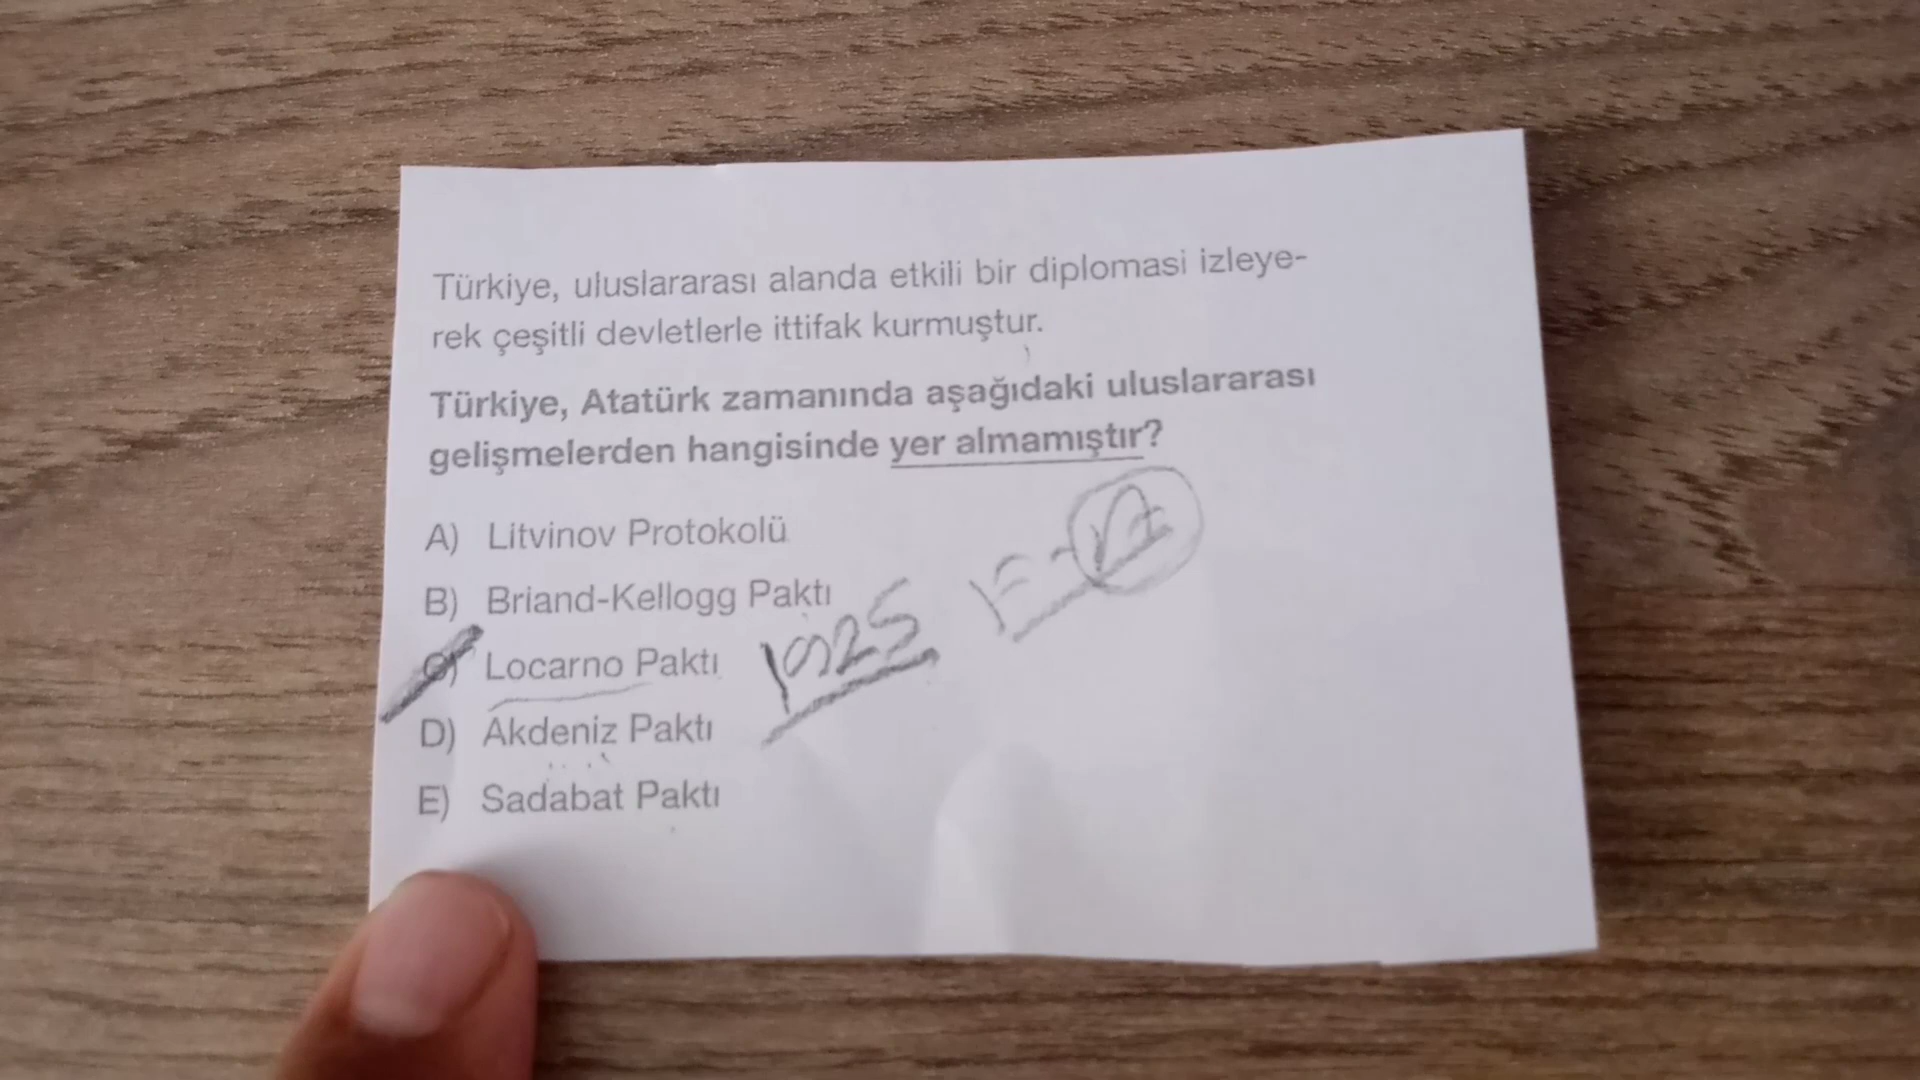 Türkiye, uluslararası alanda etkili bir diplomasi izleye-
rek çeşitli devletlerle ittifak kurmuştur.
Türkiye, Atatürk zamanında aşağıdaki uluslararası
gelişmelerden hangisinde yer almamıştır?
A) Litvinov Protokolü
B) Briand-Kellogg Paktı
C) Locarno Paktı 1925
D) Akdeniz Paktı
E) Sadabat Paktı